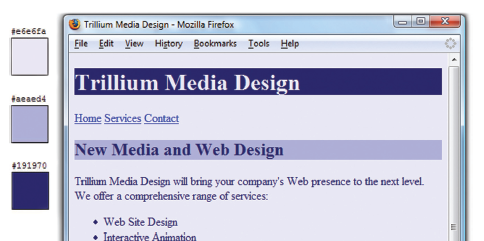 #e6e6fa
#aeaed4
#191970
Trillium Media Design - Mozilla Firefox
File Edit View History Bookmarks Tools Help
Trillium Media Design
Home Services Contact
New Media and Web Design
Trillium Media Design will bring your company's Web presence to the next level.
We offer a comprehensive range of services:
• Web Site Design
• Interactive Animation